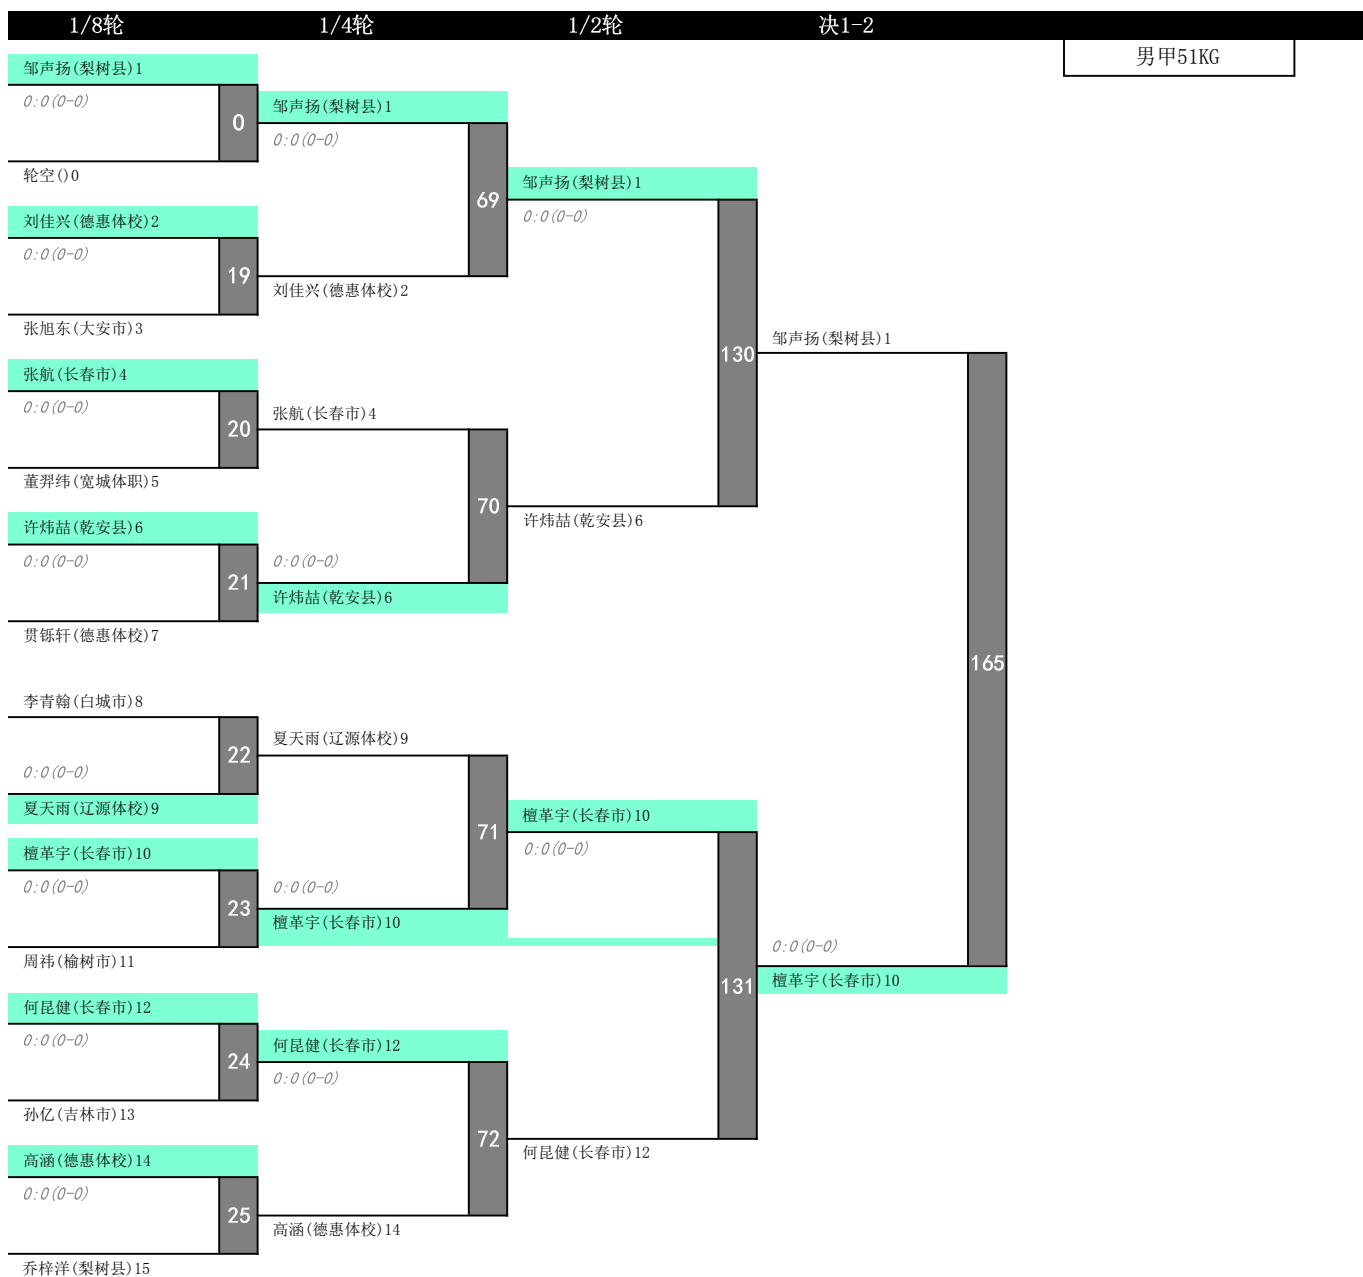 1/8轮 1/4轮 1/2轮 决1-2
男甲51KG
邹声扬(梨树县)1
0:0(0-0)
0
轮空()0
刘佳兴(德惠体校)2
0:0(0-0)
19
张旭东(大安市)3
张航(长春市)4
0:0(0-0)
20
董羿纬(宽城体职)5
许炜喆(乾安县)6
0:0(0-0)
21
贯铄轩(德惠体校)7
李青翰(白城市)8
22
0:0(0-0)
夏天雨(辽源体校)9
檀革宇(长春市)10
0:0(0-0)
23
周祎(榆树市)11
何昆健(长春市)12
0:0(0-0)
24
孙亿(吉林市)13
高涵(德惠体校)14
0:0(0-0)
25
乔梓洋(梨树县)15
邹声扬(梨树县)1
0:0(0-0)
69
刘佳兴(德惠体校)2
张航(长春市)4
70
0:0(0-0)
许炜喆(乾安县)6
夏天雨(辽源体校)9
71
0:0(0-0)
檀革宇(长春市)10
何昆健(长春市)12
0:0(0-0)
72
高涵(德惠体校)14
邹声扬(梨树县)1
0:0(0-0)
130
许炜喆(乾安县)6
檀革宇(长春市)10
0:0(0-0)
131
何昆健(长春市)12
邹声扬(梨树县)1
165
0:0(0-0)
檀革宇(长春市)10